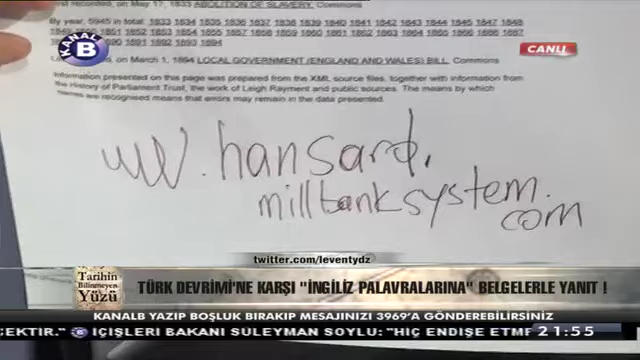 recorded, on May 17, 1833 ABOLITION OF SLAVERY. Commons
By year, 5945 in total: 1833 1834 1835 1836 1837 1838 1839 1840 1841 1842 1843 1844 1845 1847 1848
1892 1893 1894
on March 1, 1894 LOCAL GOVERNMENT (ENGLAND AND WALES) BILL. Commons
Information presented on this page was prepared from the XML source files, together with information from
the History of Parliament Trust, the work of Leigh Rayment and public sources. The means by which
names are recognised means that errors may remain in the data presented.
KANAL
B
CANLI
hansard.
millbanksystem.
com
twitter.com/leventydz
Tarihin
Bilinmeyen
Yüzü
TÜRK DEVRİMİ'NE KARŞI "İNGİLİZ PALAVRALARINA" BELGELERLE YANIT !
KANALB YAZIP BOŞLUK BIRAKIP MESAJINIZI 3969'A GÖNDEREBİLİRSİNİZ
CEKTİR." B İÇİŞLERİ BAKANI SÜLEYMAN SOYLU: "HİÇ ENDİŞE ETME 21:55